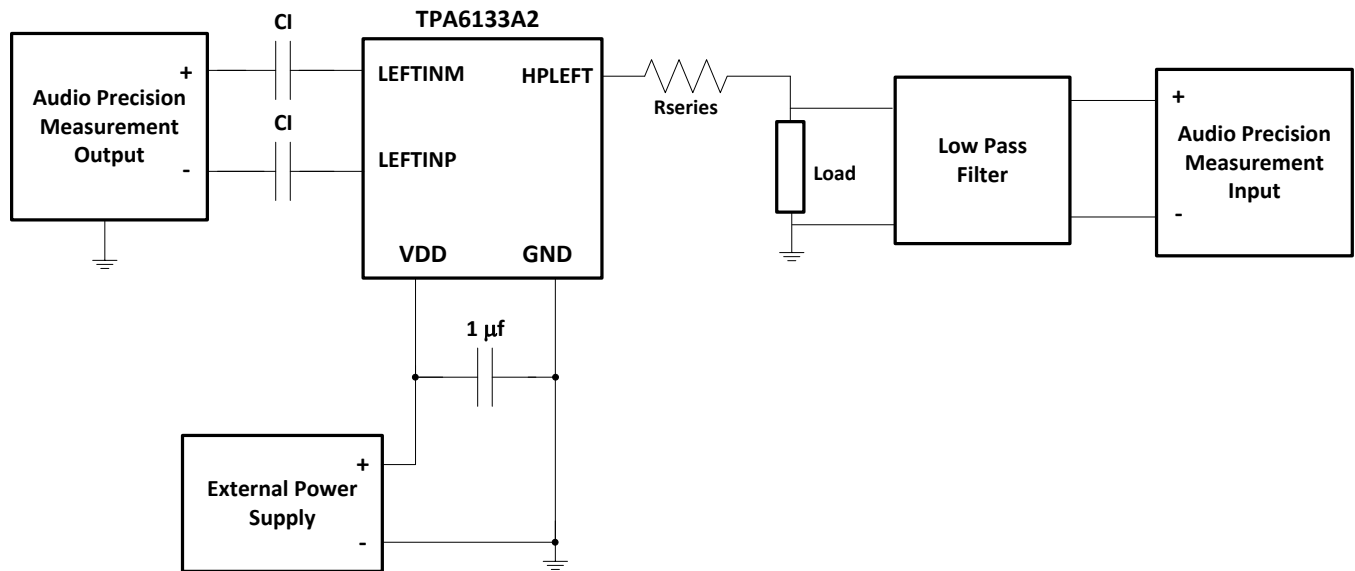 TPA6133A2
CI
LEFTINM
HPLEFT
Rseries
+
Audio Precision
Measurement
Output
-
CI
LEFTINP
VDD
GND
Load
Low Pass
Filter
+
Audio Precision
Measurement
Input
-
1 μf
+
External Power
Supply
-